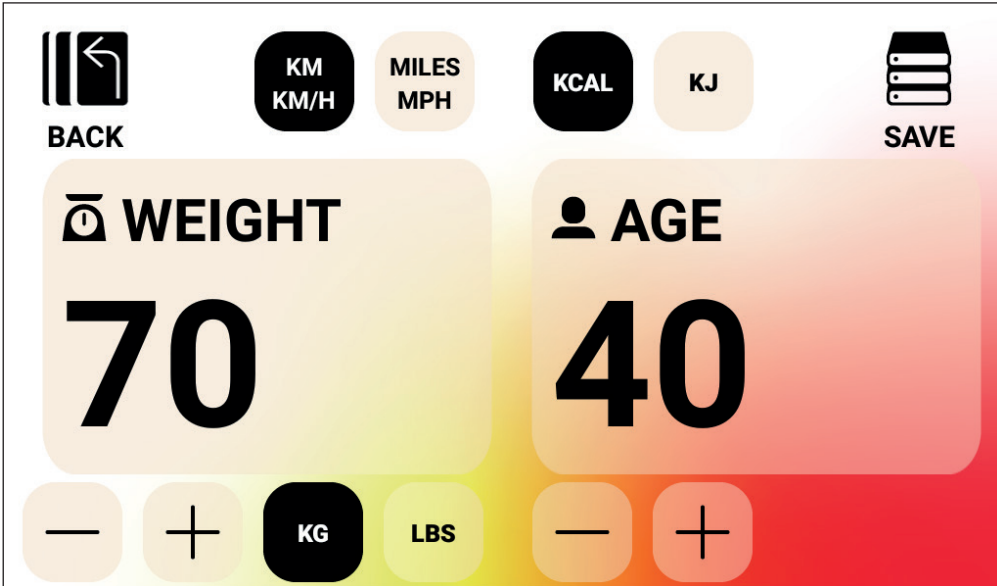 KM
KM/H
MILES
MPH
KCAL
KJ
BACK
SAVE
WEIGHT
AGE
70
40
KG
LBS